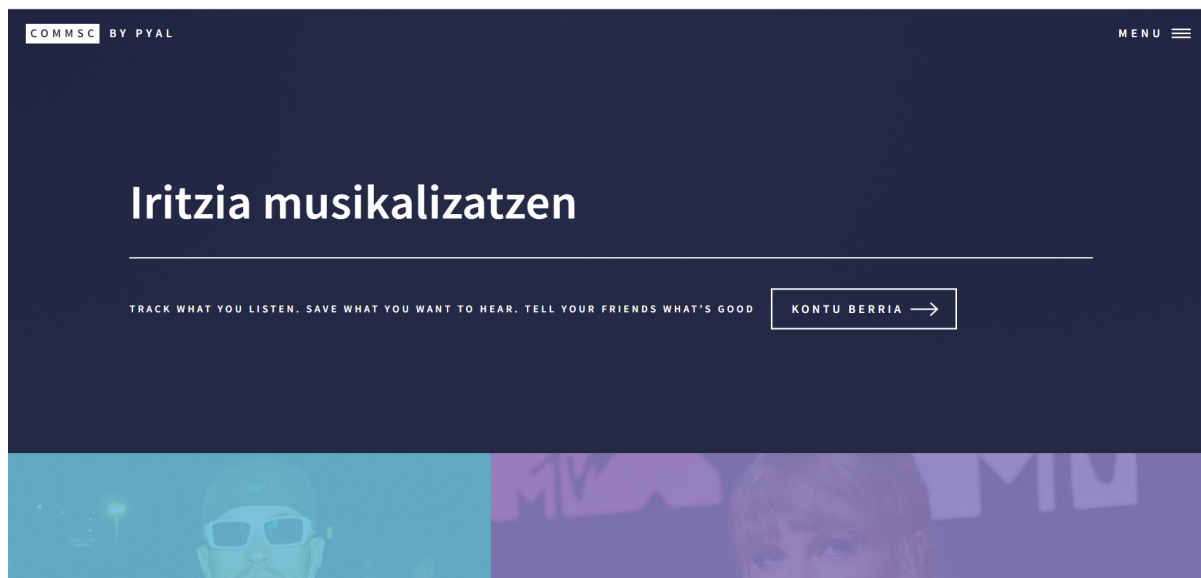 COMMSC BY PYAL
MENU
Iritzia musikalizatzen
TRACK WHAT YOU LISTEN. SAVE WHAT YOU WANT TO HEAR. TELL YOUR FRIENDS WHAT'S GOOD
KONTU BERRIA